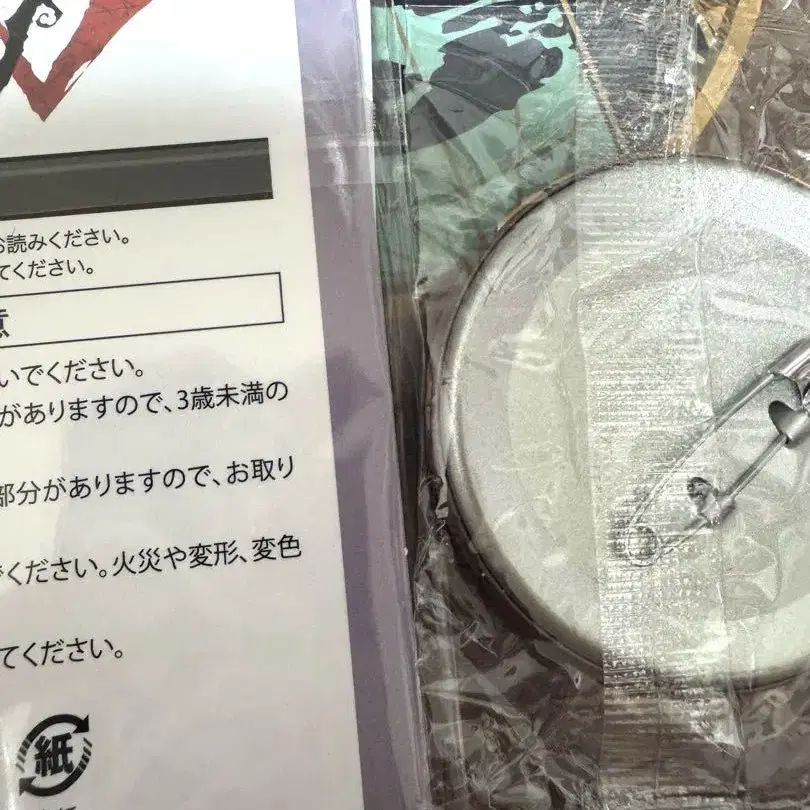 お読みください。
てください。
意
いでください。
がありますので、3歳未満の
部分がありますので、お取り
ください。火災や変形、変色
てください。
紙